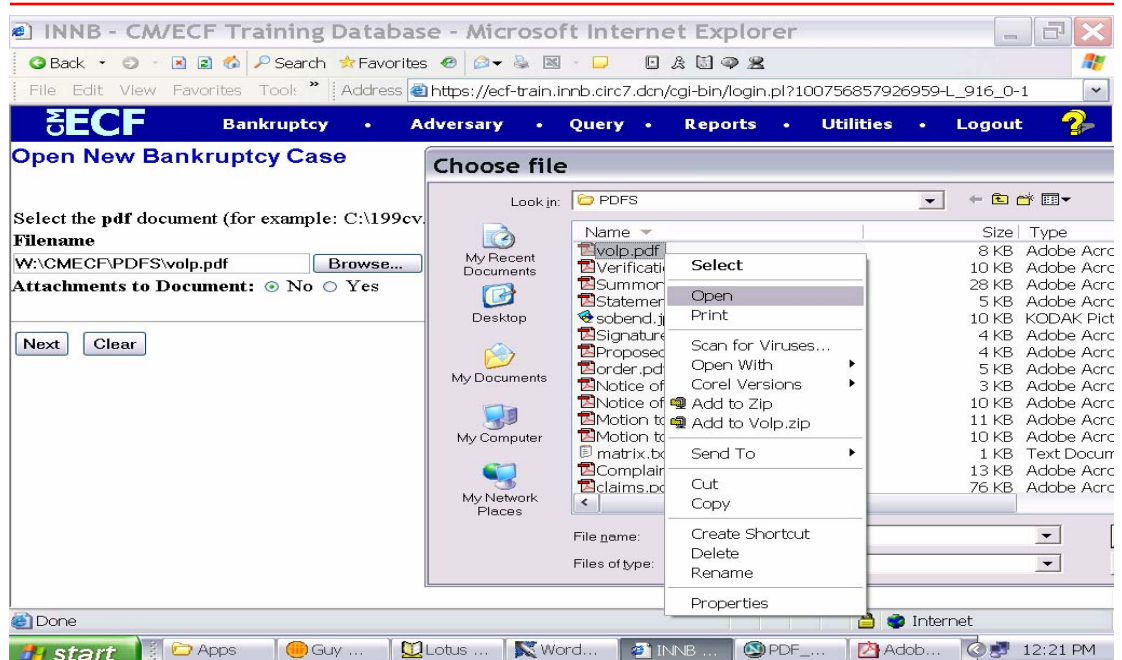 INNB - CM/ECF Training Database - Microsoft Internet Explorer
Back Search Favorites
File Edit View Favorites Tools » Address https://ecf-train.innb.circ7.dcn/cgi-bin/login.pl?100756857926959-L_916_0-1
CM ECF Bankruptcy • Adversary • Query • Reports • Utilities • Logout ?
Open New Bankruptcy Case
Select the pdf document (for example: C:\199cv.
Filename
W:\CMECF\PDFS\volp.pdf Browse...
Attachments to Document: No Yes
Next Clear
Choose file
Look in: PDFS
My Recent Documents
Desktop
My Documents
My Computer
My Network Places
Name Size Type
volp.pdf 8 KB Adobe Acro
Verificati 10 KB Adobe Acro
Summon 28 KB Adobe Acro
Statemen 5 KB Adobe Acro
sobend.j 10 KB KODAK Pict
Signature 4 KB Adobe Acro
Proposed 4 KB Adobe Acro
order.pd 5 KB Adobe Acro
Notice of 3 KB Adobe Acro
Notice of 10 KB Adobe Acro
Motion to 11 KB Adobe Acro
Motion to 10 KB Adobe Acro
matrix.tx 1 KB Text Docum
Complain 13 KB Adobe Acro
claims.pd 76 KB Adobe Acro
File name:
Files of type:
Select
Open
Print
Scan for Viruses...
Open With
Corel Versions
Add to Zip
Add to Volp.zip
Send To
Cut
Copy
Create Shortcut
Delete
Rename
Properties
Done Internet
start Apps Guy ... Lotus ... Word... INNB ... PDF_... Adob... 12:21 PM